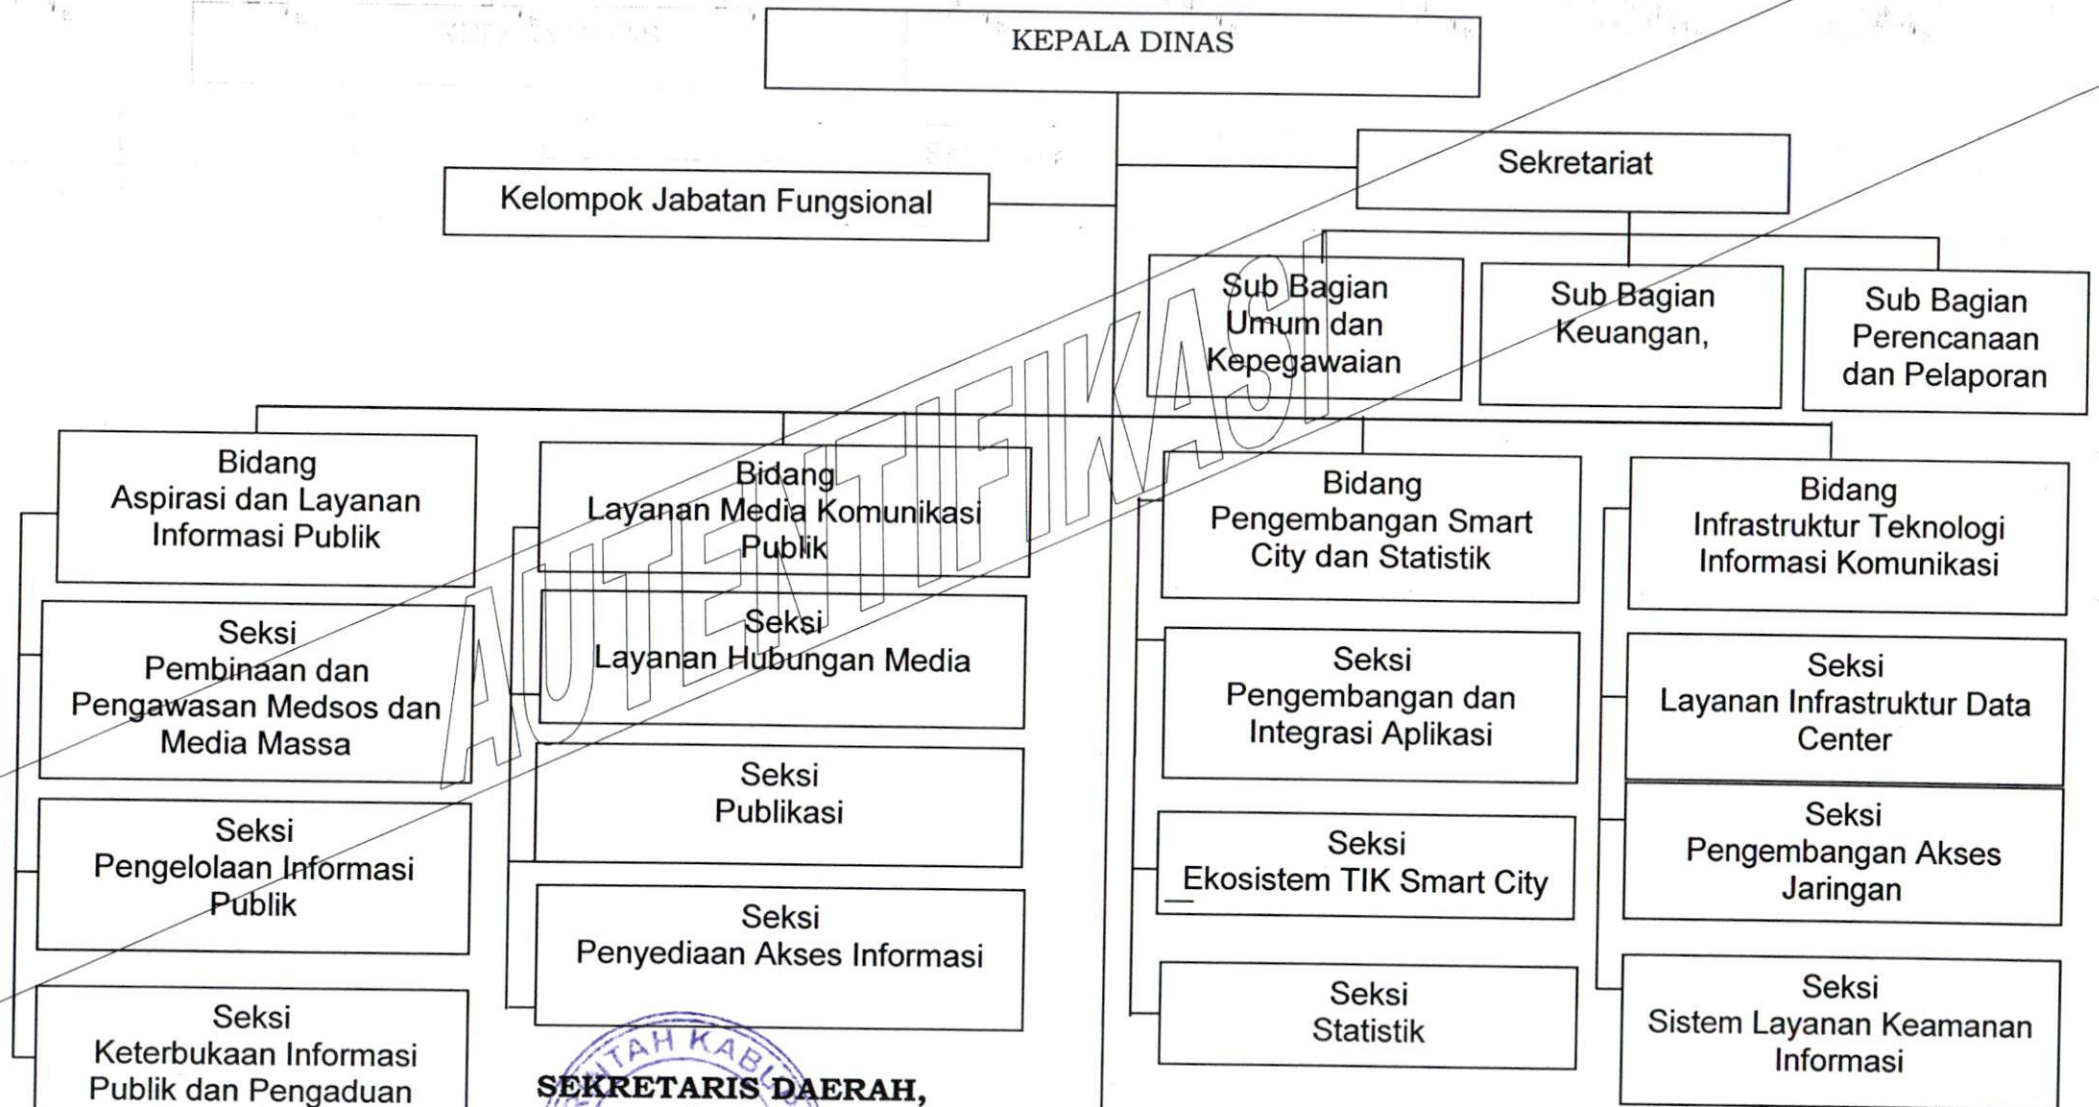 KEPALA DINAS
Sekretariat
Kelompok Jabatan Fungsional
Sub Bagian
Umum dan
Kepegawaian
Sub Bagian
Keuangan,
Sub Bagian
Perencanaan
dan Pelaporan
AUTENTIFIKASI
Bidang
Aspirasi dan Layanan
Informasi Publik
Seksi
Pembinaan dan
Pengawasan Medsos dan
Media Massa
Seksi
Pengelolaan Informasi
Publik
Seksi
Keterbukaan Informasi
Publik dan Pengaduan
Bidang
Layanan Media Komunikasi
Publik
Seksi
Layanan Hubungan Media
Seksi
Publikasi
Seksi
Penyediaan Akses Informasi
Bidang
Pengembangan Smart
City dan Statistik
Seksi
Pengembangan dan
Integrasi Aplikasi
Seksi
Ekosistem TIK Smart City
Seksi
Statistik
Bidang
Infrastruktur Teknologi
Informasi Komunikasi
Seksi
Layanan Infrastruktur Data
Center
Seksi
Pengembangan Akses
Jaringan
Seksi
Sistem Layanan Keamanan
Informasi
SEKRETARIS DAERAH,